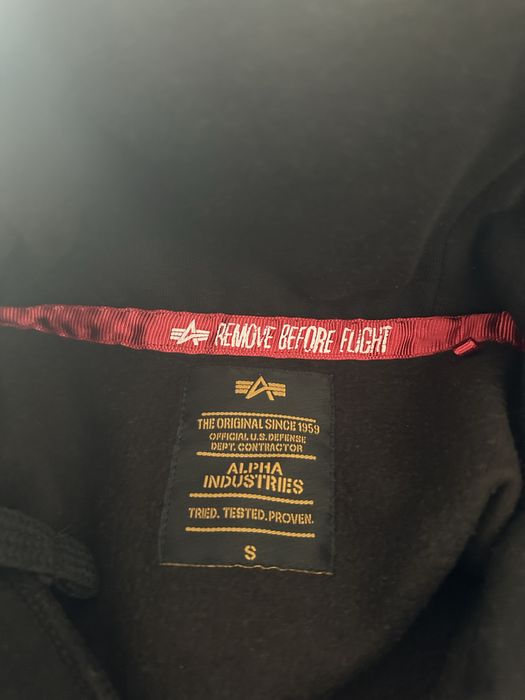 REMOVE BEFORE FLIGHT
THE ORIGINAL SINCE 1959
OFFICIAL U.S. DEFENSE
DEPT. CONTRACTOR
ALPHA
INDUSTRIES
TRIED. TESTED. PROVEN.
S